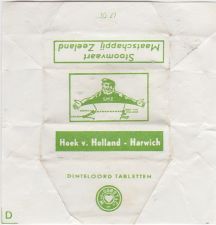 Stoomvaart
Maatschappij Zeeland
SMZ
Hoek v. Holland - Harwich
DINTELOORD TABLETTEN
D